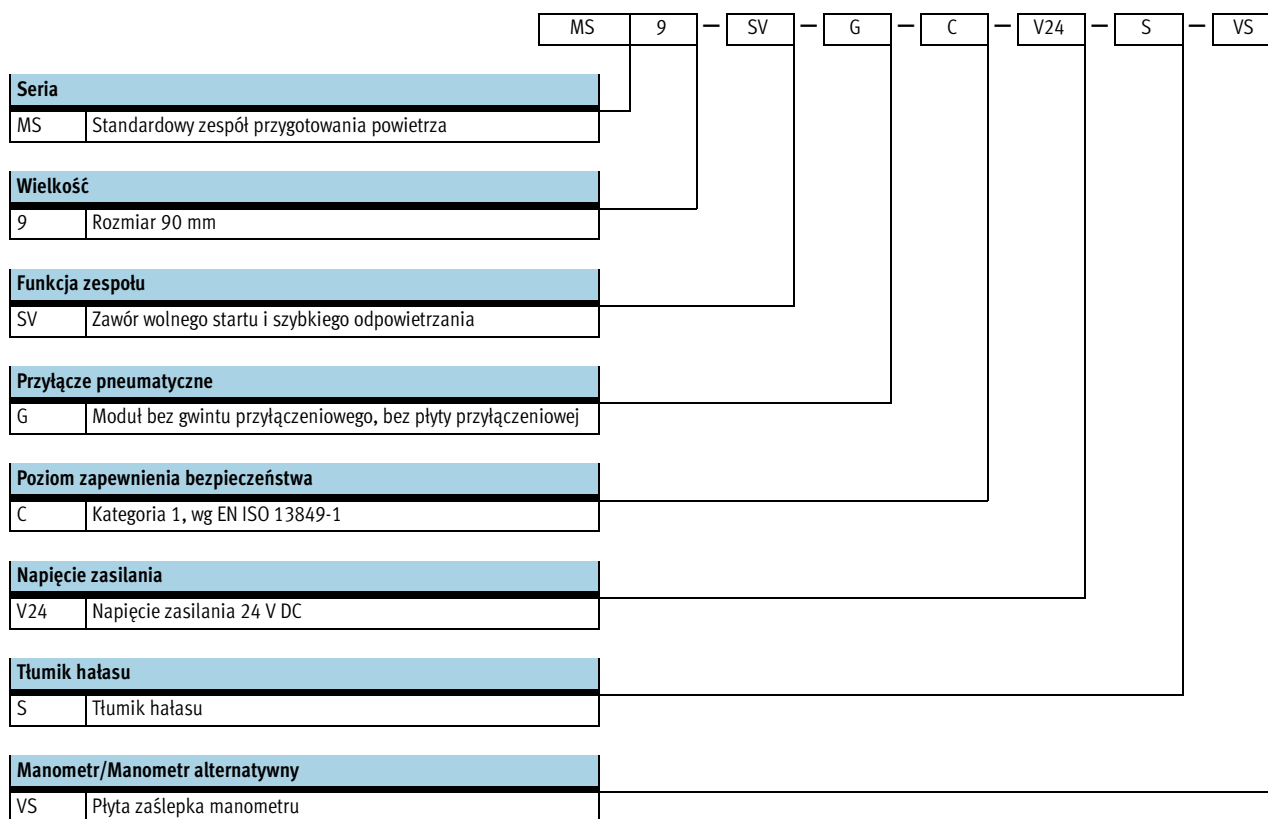 MS 9 – SV – G – C – V24 – S – VS
Seria
MS Standardowy zespół przygotowania powietrza
Wielkość
9 Rozmiar 90 mm
Funkcja zespołu
SV Zawór wolnego startu i szybkiego odpowietrzania
Przyłącze pneumatyczne
G Moduł bez gwintu przyłączeniowego, bez płyty przyłączeniowej
Poziom zapewnienia bezpieczeństwa
C Kategoria 1, wg EN ISO 13849-1
Napięcie zasilania
V24 Napięcie zasilania 24 V DC
Tłumik hałasu
S Tłumik hałasu
Manometr/Manometr alternatywny
VS Płyta zaślepka manometru